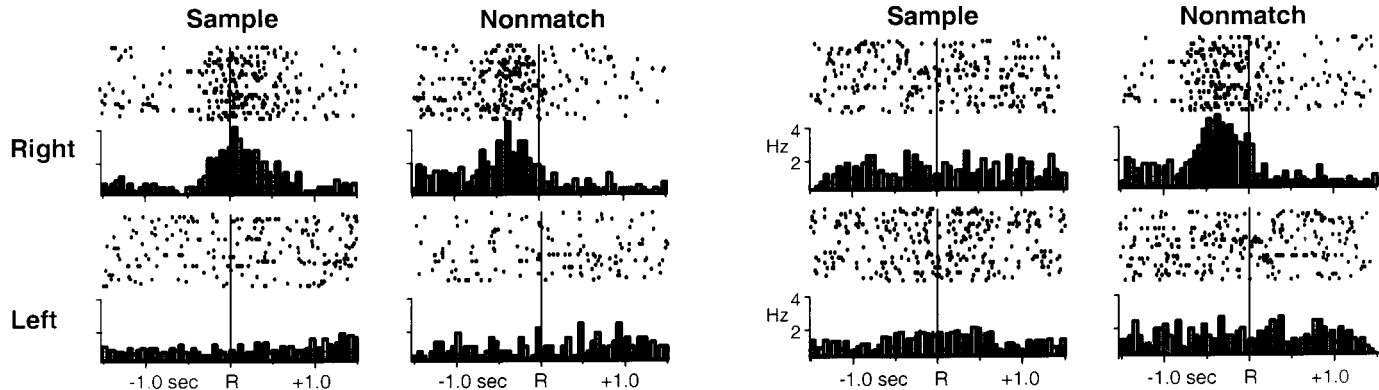 Sample Nonmatch Sample Nonmatch
Right
4
Hz
2
Left
4
Hz
2
-1.0 sec R +1.0 -1.0 sec R +1.0 -1.0 sec R +1.0 -1.0 sec R +1.0